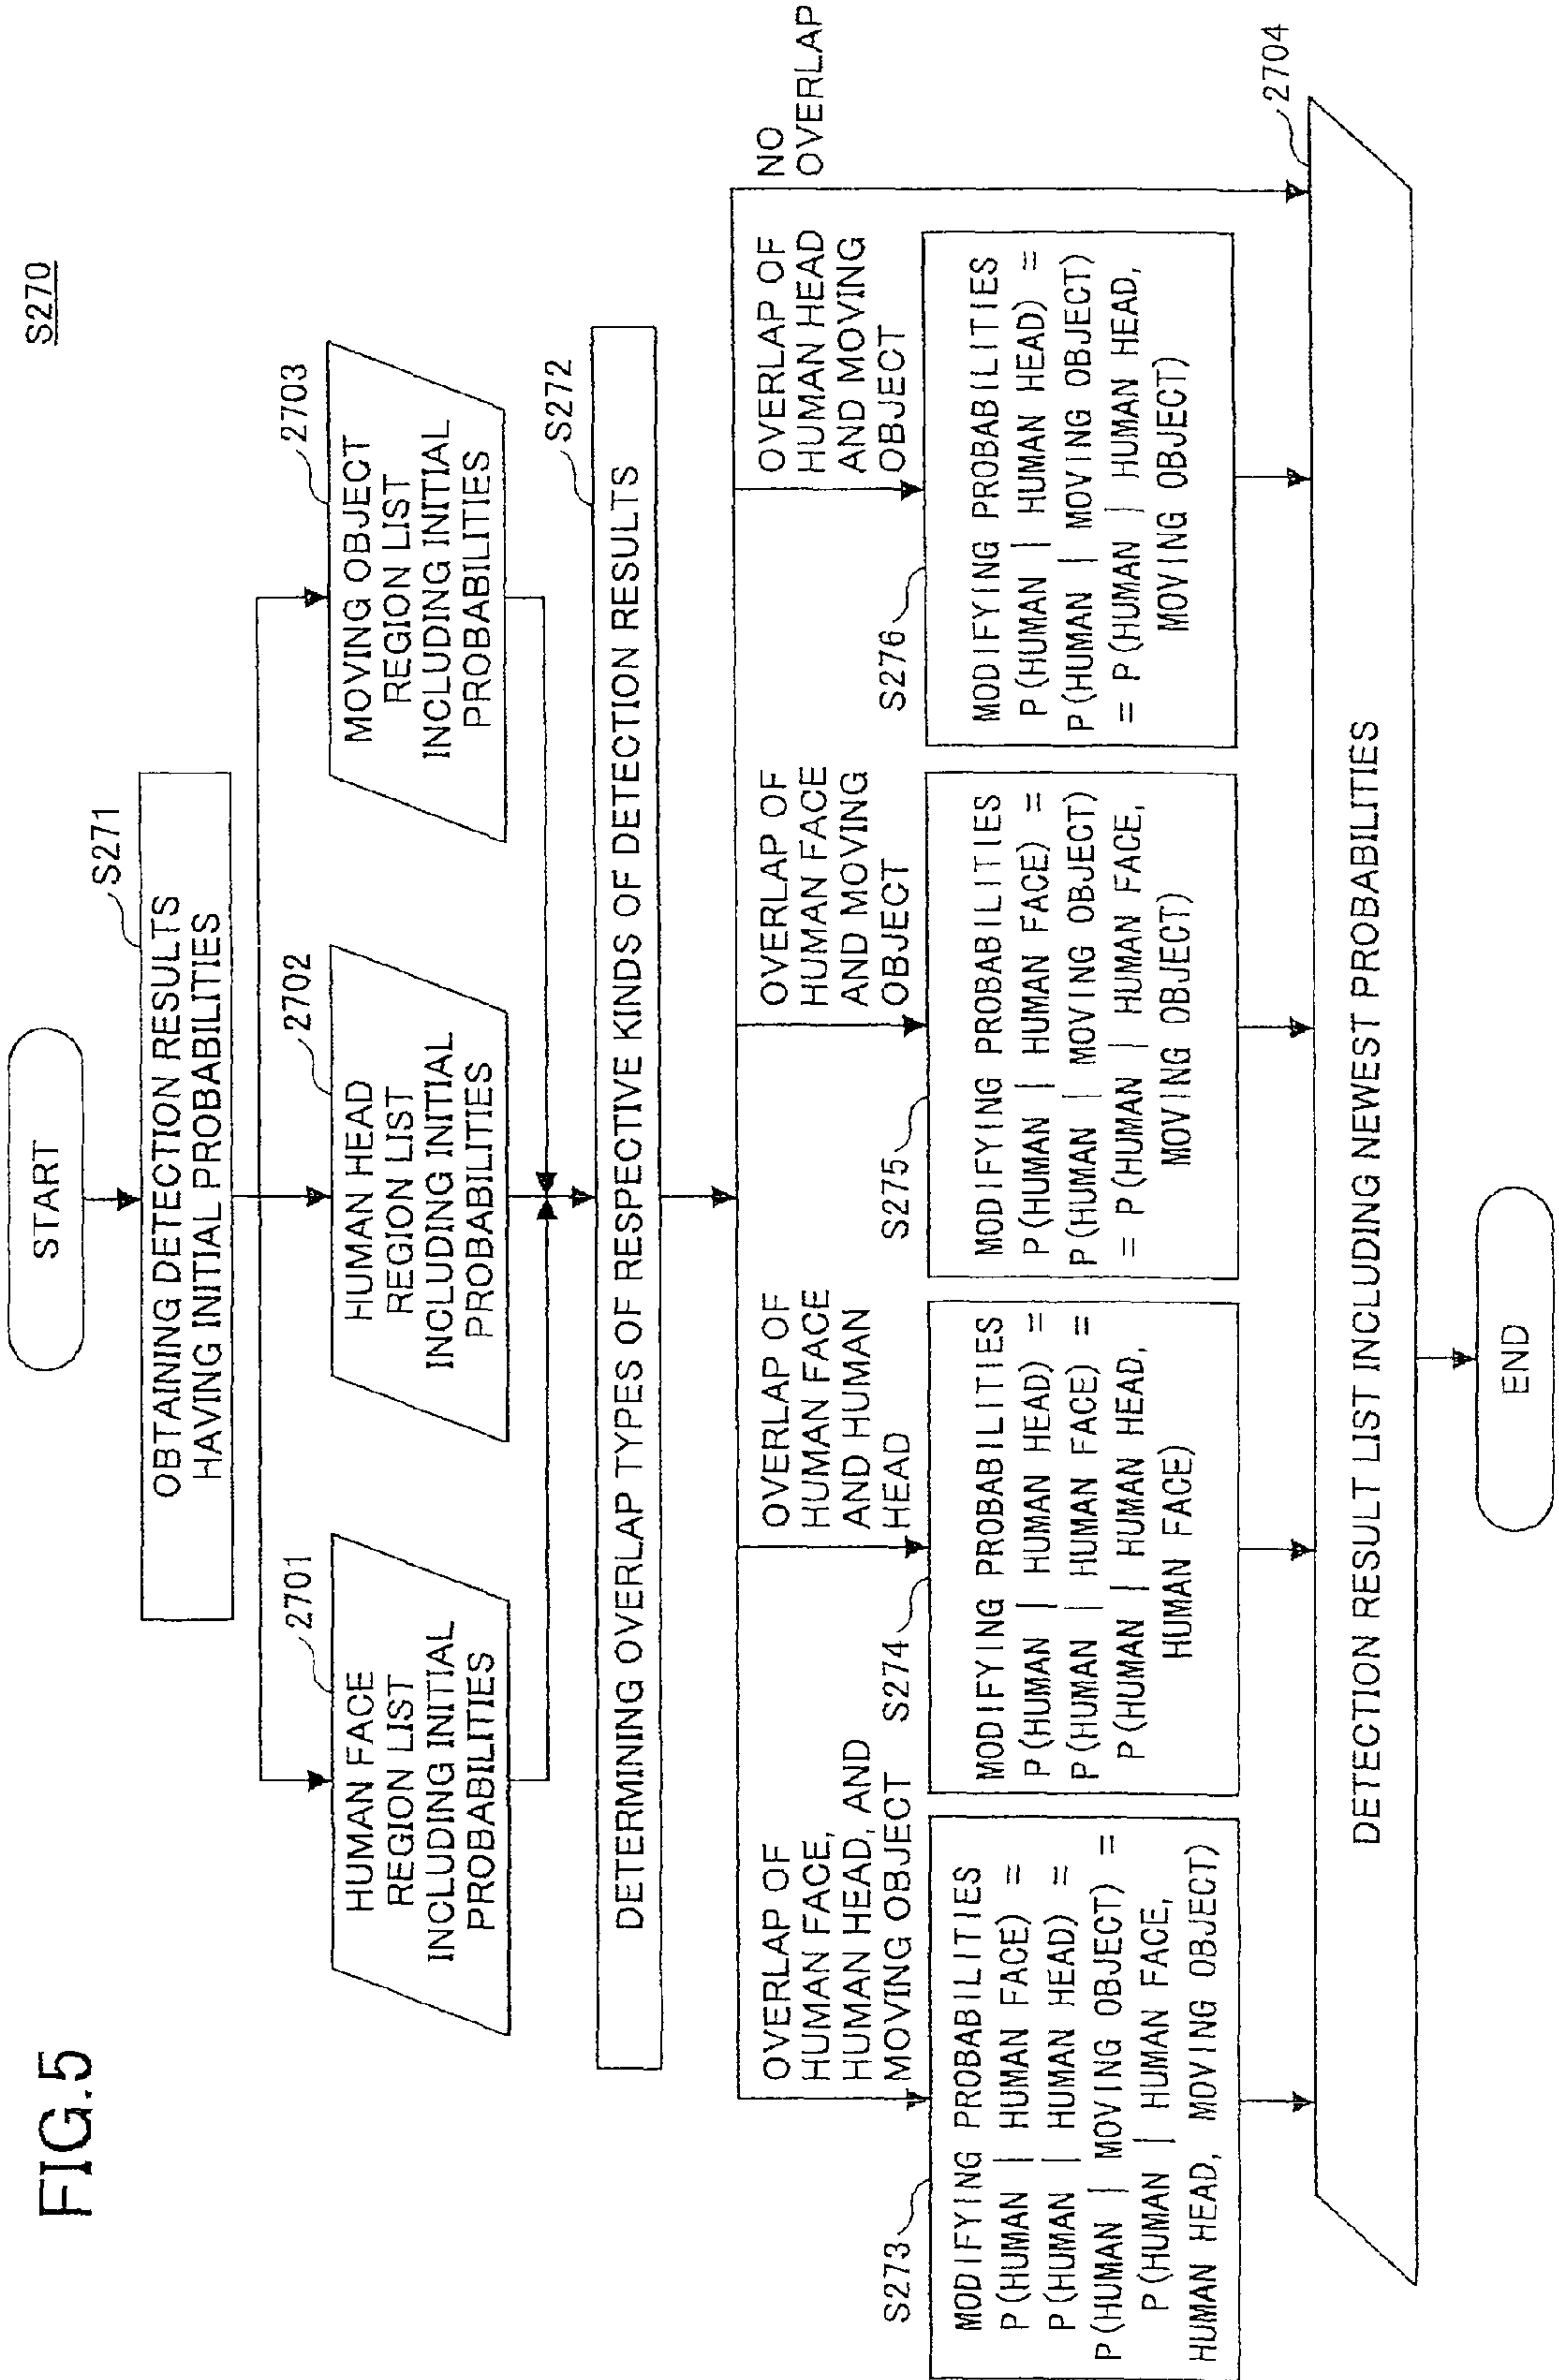 FIG.5
S270
START
S271
OBTAINING DETECTION RESULTS
HAVING INITIAL PROBABILITIES
2701
HUMAN FACE
REGION LIST
INCLUDING INITIAL
PROBABILITIES
2702
HUMAN HEAD
REGION LIST
INCLUDING INITIAL
PROBABILITIES
2703
MOVING OBJECT
REGION LIST
INCLUDING INITIAL
PROBABILITIES
S272
DETERMINING OVERLAP TYPES OF RESPECTIVE KINDS OF DETECTION RESULTS
OVERLAP OF
HUMAN FACE,
HUMAN HEAD, AND
MOVING OBJECT
OVERLAP OF
HUMAN FACE
AND HUMAN
HEAD
OVERLAP OF
HUMAN FACE
AND MOVING
OBJECT
OVERLAP OF
HUMAN HEAD
AND MOVING
OBJECT
NO
OVERLAP
S273
MODIFYING PROBABILITIES
P(HUMAN | HUMAN FACE) =
P(HUMAN | HUMAN HEAD) =
P(HUMAN | MOVING OBJECT) =
P(HUMAN | HUMAN FACE,
HUMAN HEAD, MOVING OBJECT)
S274
MODIFYING PROBABILITIES
P(HUMAN | HUMAN HEAD) =
P(HUMAN | HUMAN FACE) =
P(HUMAN | HUMAN HEAD,
HUMAN FACE)
S275
MODIFYING PROBABILITIES
P(HUMAN | HUMAN FACE) =
P(HUMAN | MOVING OBJECT)
= P(HUMAN | HUMAN FACE,
MOVING OBJECT)
S276
MODIFYING PROBABILITIES
P(HUMAN | HUMAN HEAD) =
P(HUMAN | MOVING OBJECT)
= P(HUMAN | HUMAN HEAD,
MOVING OBJECT)
2704
DETECTION RESULT LIST INCLUDING NEWEST PROBABILITIES
END